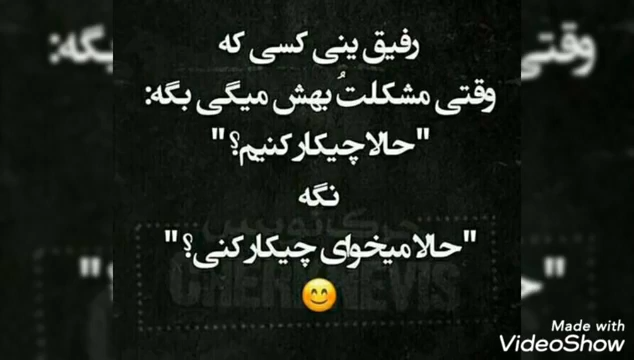 رفیق ینی کسی که
وقتی مشکلتُ بهش میگی بگه:
"حالا چیکار کنیم؟"
نگه
"حالا میخوای چیکار کنی؟"
😊
Made with
VideoShow